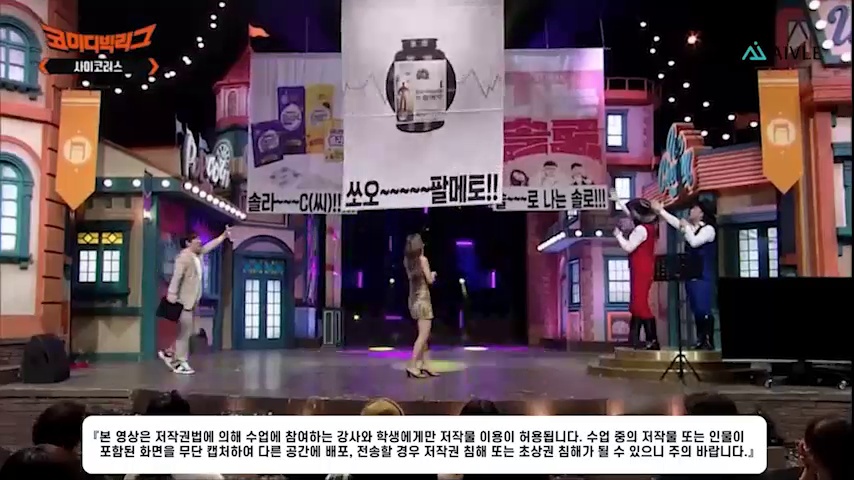 코미디빅리그
사이코러스
AIVLE
Popcorn
솔라~~~C(씨)!!
쏘오~~~~~팔메토!!
로 나는 솔로!!!
『본 영상은 저작권법에 의해 수업에 참여하는 강사와 학생에게만 저작물 이용이 허용됩니다. 수업 중의 저작물 또는 인물이
포함된 화면을 무단 캡처하여 다른 공간에 배포, 전송할 경우 저작권 침해 또는 초상권 침해가 될 수 있으니 주의 바랍니다.』